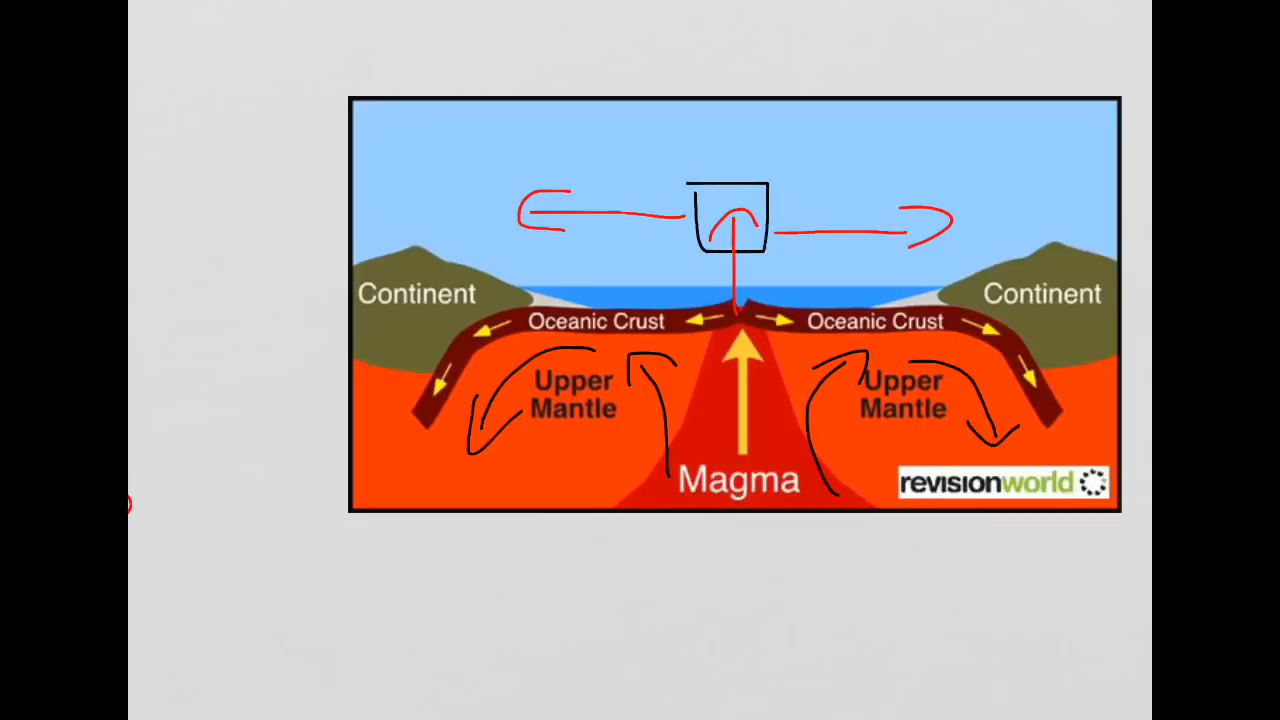 Continent
Continent
Oceanic Crust
Oceanic Crust
Upper
Mantle
Upper
Mantle
Magma
revisionworld